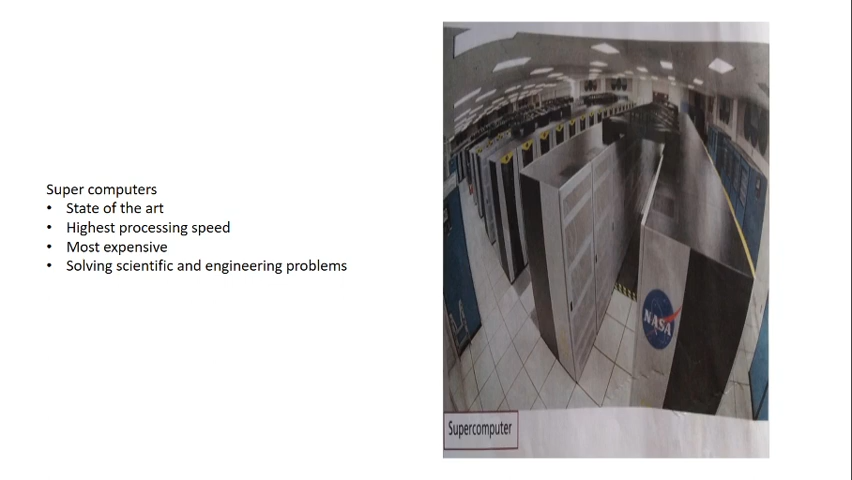 Super computers
• State of the art
• Highest processing speed
• Most expensive
• Solving scientific and engineering problems
NASA
Supercomputer